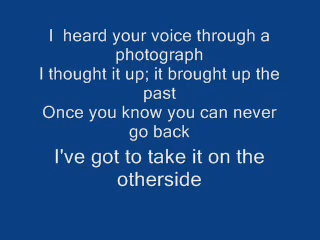 I  heard your voice through a
photograph
I thought it up; it brought up the
past
Once you know you can never
go back
I've got to take it on the
otherside